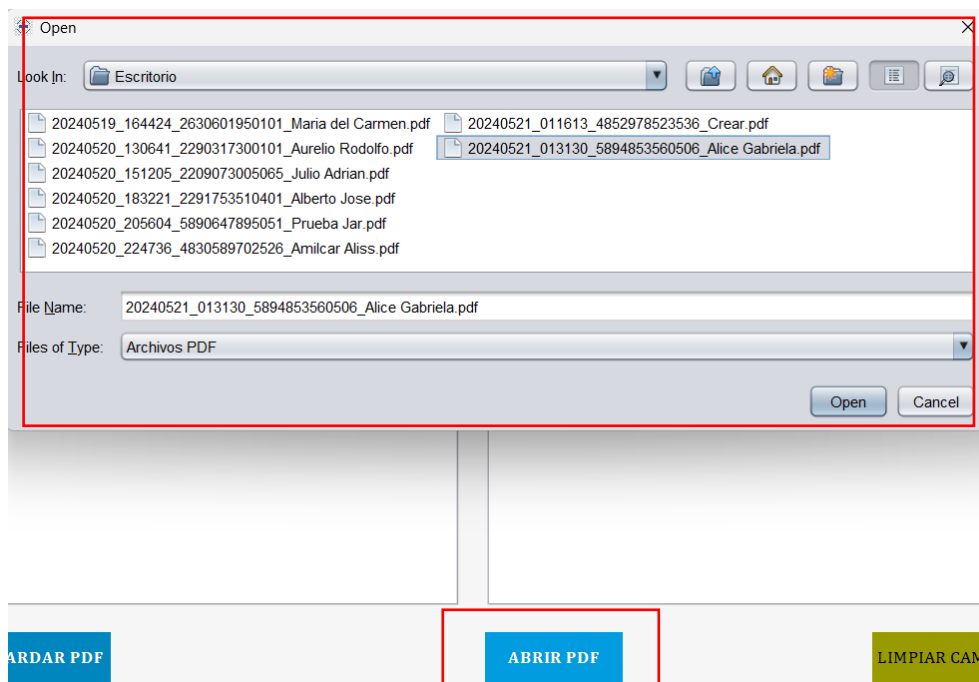 Open
Look In: Escritorio
20240519_164424_2630601950101_Maria del Carmen.pdf
20240520_130641_2290317300101_Aurelio Rodolfo.pdf
20240520_151205_2209073005065_Julio Adrian.pdf
20240520_183221_2291753510401_Alberto Jose.pdf
20240520_205604_5890647895051_Prueba Jar.pdf
20240520_224736_4830589702526_Amilcar Aliss.pdf
20240521_011613_4852978523536_Crear.pdf
20240521_013130_5894853560506_Alice Gabriela.pdf
File Name: 20240521_013130_5894853560506_Alice Gabriela.pdf
Files of Type: Archivos PDF
Open Cancel
ARDAR PDF ABRIR PDF LIMPIAR CAM